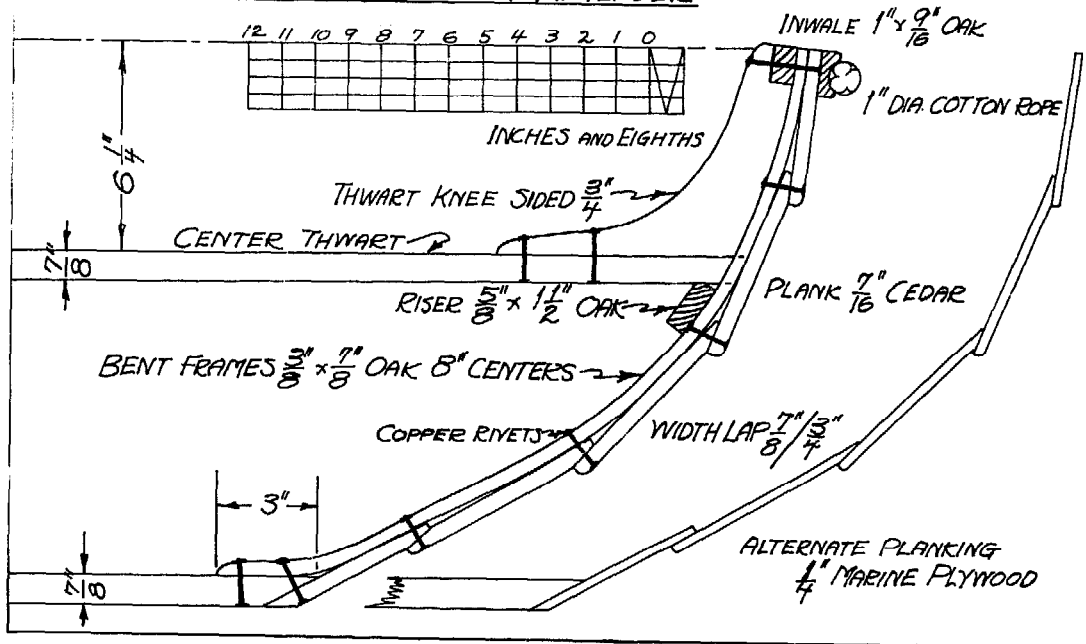 12 11 10 9 8 7 6 5 4 3 2 1 0
INWALE 1" x 9/16" OAK
1" DIA. COTTON ROPE
INCHES AND EIGHTHS
6 1/4"
THWART KNEE SIDED 3/4"
CENTER THWART
7/8"
RISER 5/8" x 1 1/2" OAK
PLANK 7/16" CEDAR
BENT FRAMES 3/8" x 7/8" OAK 8" CENTERS
COPPER RIVETS
WIDTH LAP 7/8"/3/4"
3"
7/8"
ALTERNATE PLANKING
1/4" MARINE PLYWOOD